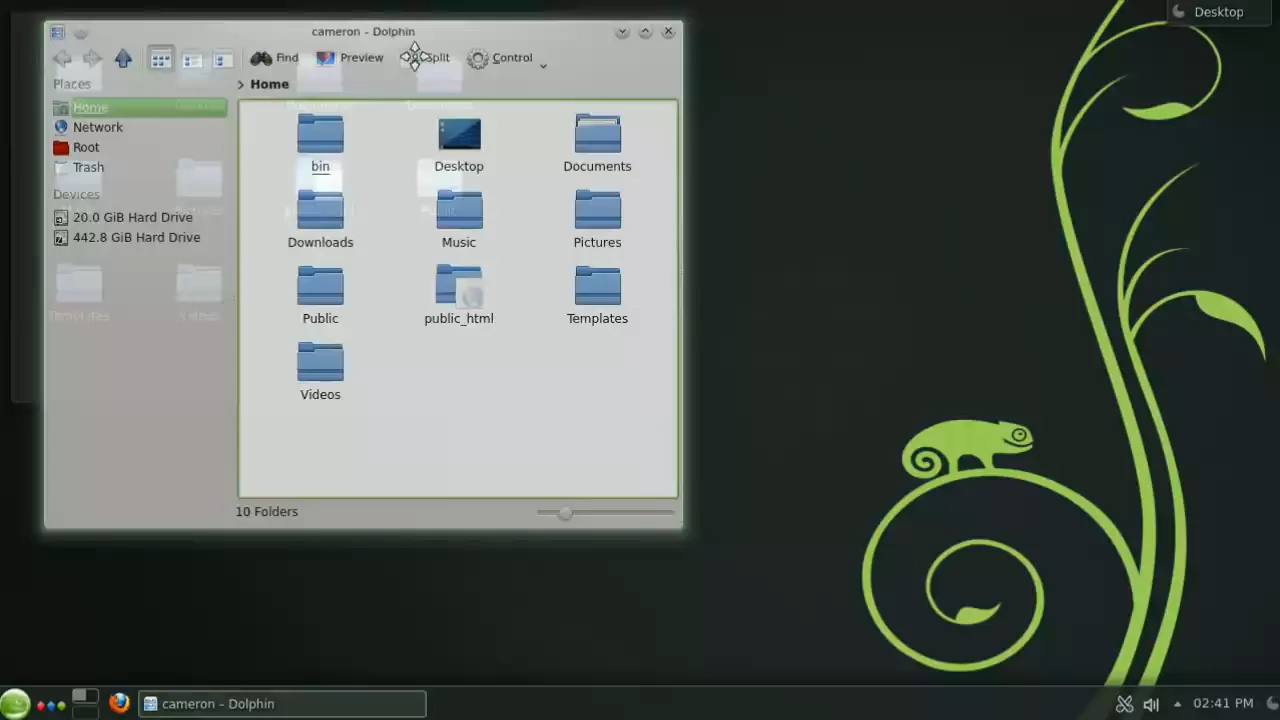 Desktop
cameron - Dolphin
Find
Preview
Split
Control
Places
> Home
Home
Network
Root
Trash
Devices
20.0 GiB Hard Drive
442.8 GiB Hard Drive
bin
Desktop
Documents
Downloads
Music
Pictures
Public
public_html
Templates
Videos
Templates
Videos
10 Folders
cameron - Dolphin
02:41 PM